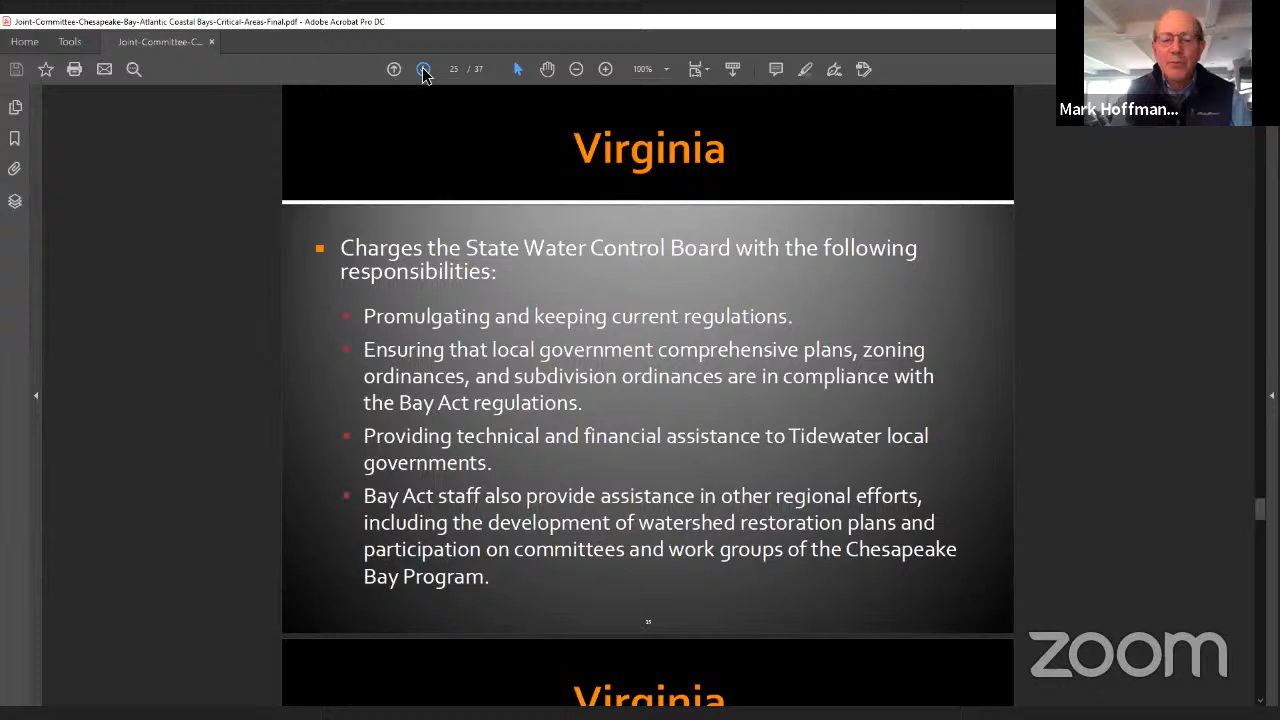 Joint-Committee-Chesapeake-Bay-Atlantic Coastal Bays-Critical-Areas-Final.pdf - Adobe Acrobat Pro DC
Home Tools Joint-Committee-C... ×
25 / 37 100%
Mark Hoffman...
Virginia
Charges the State Water Control Board with the following
responsibilities:
Promulgating and keeping current regulations.
Ensuring that local government comprehensive plans, zoning
ordinances, and subdivision ordinances are in compliance with
the Bay Act regulations.
Providing technical and financial assistance to Tidewater local
governments.
Bay Act staff also provide assistance in other regional efforts,
including the development of watershed restoration plans and
participation on committees and work groups of the Chesapeake
Bay Program.
25
zoom
Virginia